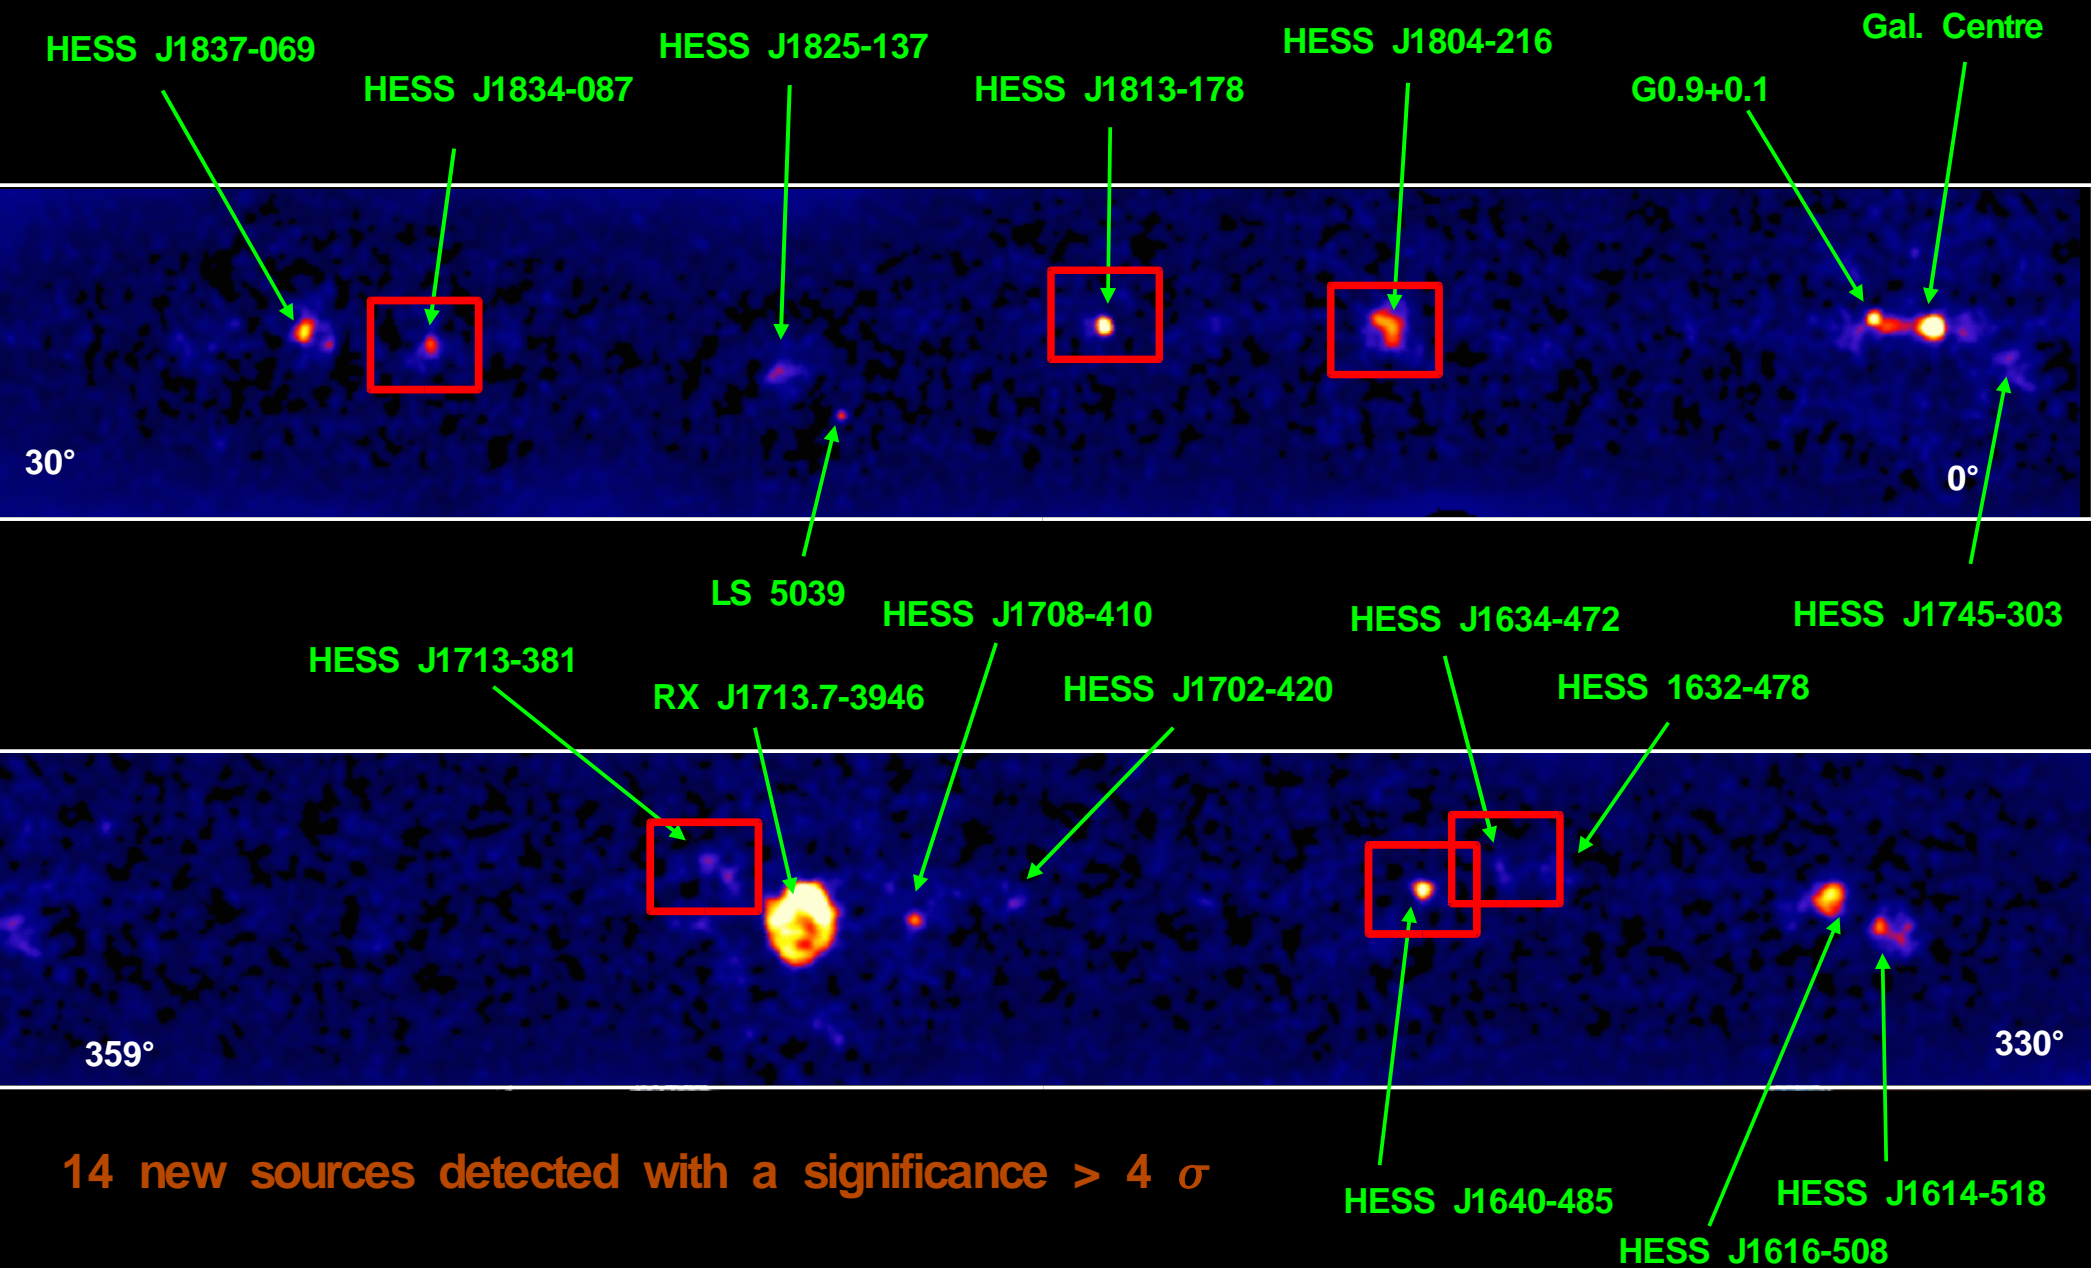 Gal. Centre
HESS J1837-069
HESS J1825-137
HESS J1804-216
HESS J1834-087
HESS J1813-178
G0.9+0.1
30°
0°
LS 5039
HESS J1708-410
HESS J1634-472
HESS J1745-303
HESS J1713-381
RX J1713.7-3946
HESS J1702-420
HESS 1632-478
359°
330°
14 new sources detected with a significance > 4 σ
HESS J1640-485
HESS J1614-518
HESS J1616-508